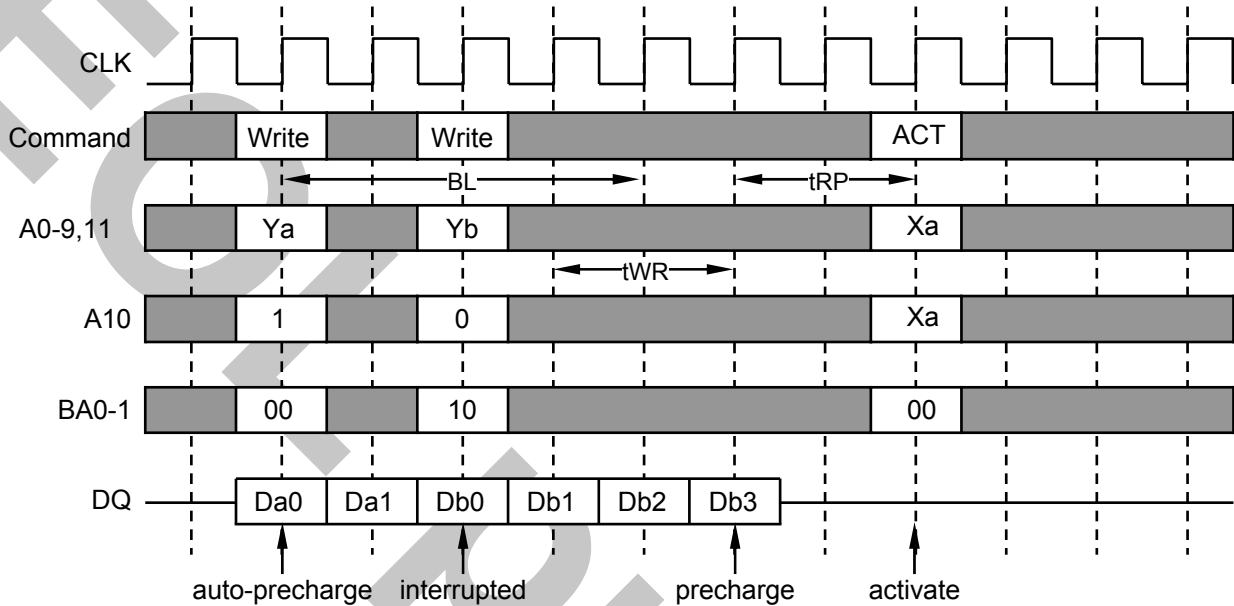 CLK
Command Write Write ACT
BL tRP
A0-9,11 Ya Yb Xa
tWR
A10 1 0 Xa
BA0-1 00 10 00
DQ Da0 Da1 Db0 Db1 Db2 Db3
auto-precharge interrupted precharge activate